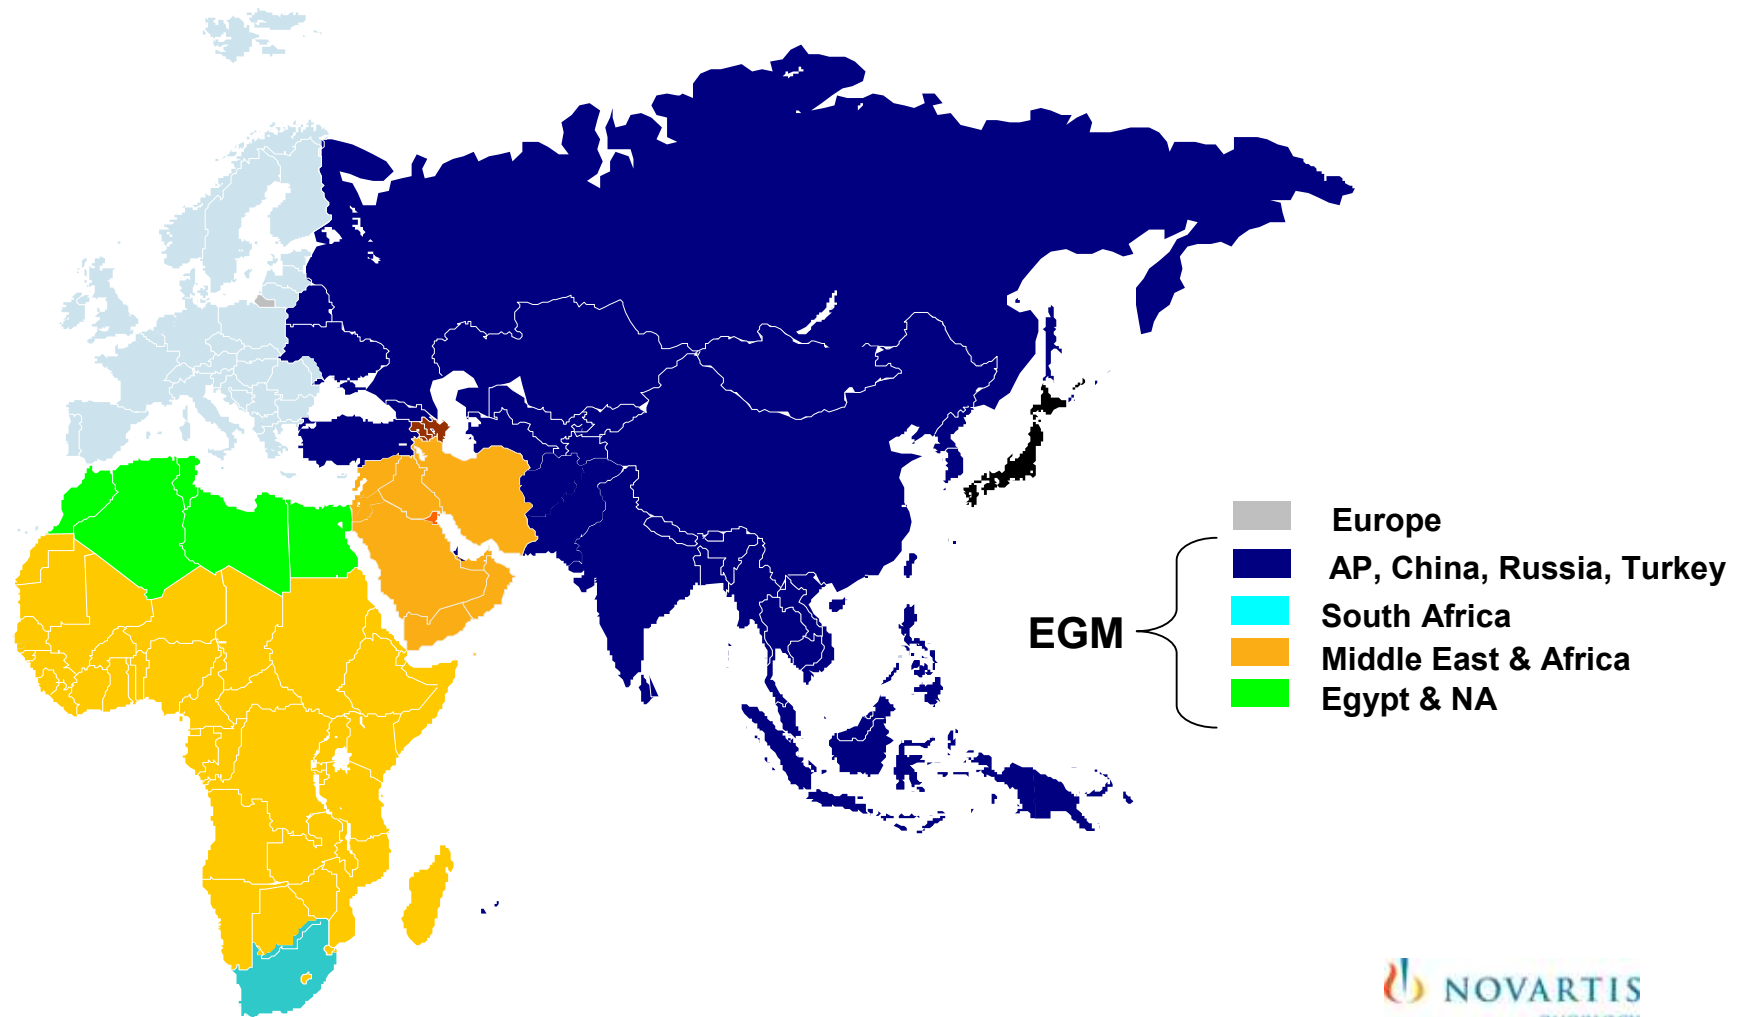 Europe
AP, China, Russia, Turkey
South Africa
EGM
Middle East & Africa
Egypt & NA
NOVARTIS